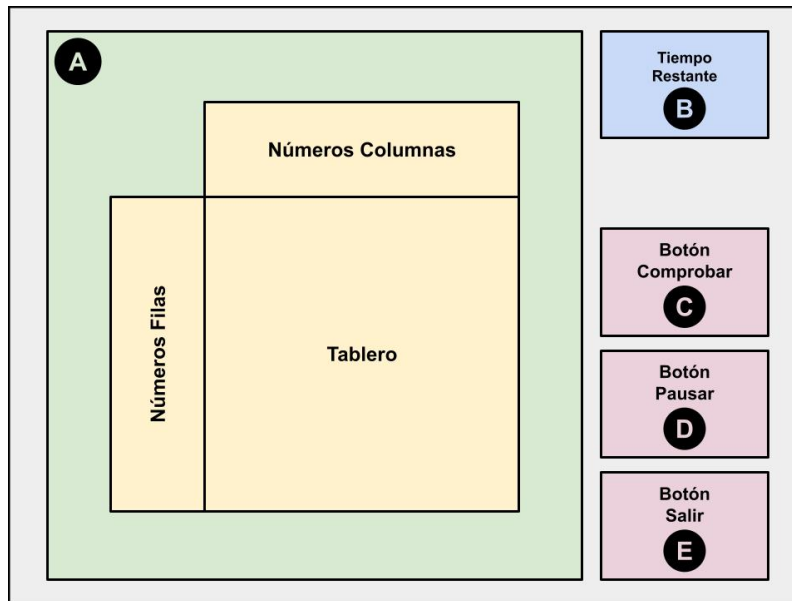 A
Números Columnas
Números Filas
Tablero
Tiempo
Restante
B
Botón
Comprobar
C
Botón
Pausar
D
Botón
Salir
E